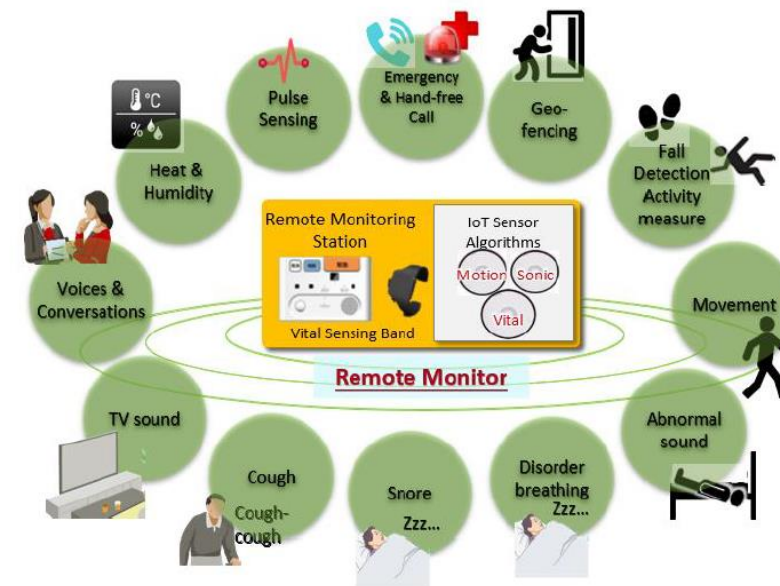 Pulse
Sensing
Emergency
& Hand-free
Call
Geo-
fencing
°C
%
Heat &
Humidity
Fall
Detection
Activity
measure
Remote Monitoring
Station
Vital Sensing Band
IoT Sensor
Algorithms
Motion
Sonic
Vital
Voices &
Conversations
Movement
Remote Monitor
TV sound
Abnormal
sound
Cough
Cough-
cough
Snore
Zzz...
Disorder
breathing
Zzz...